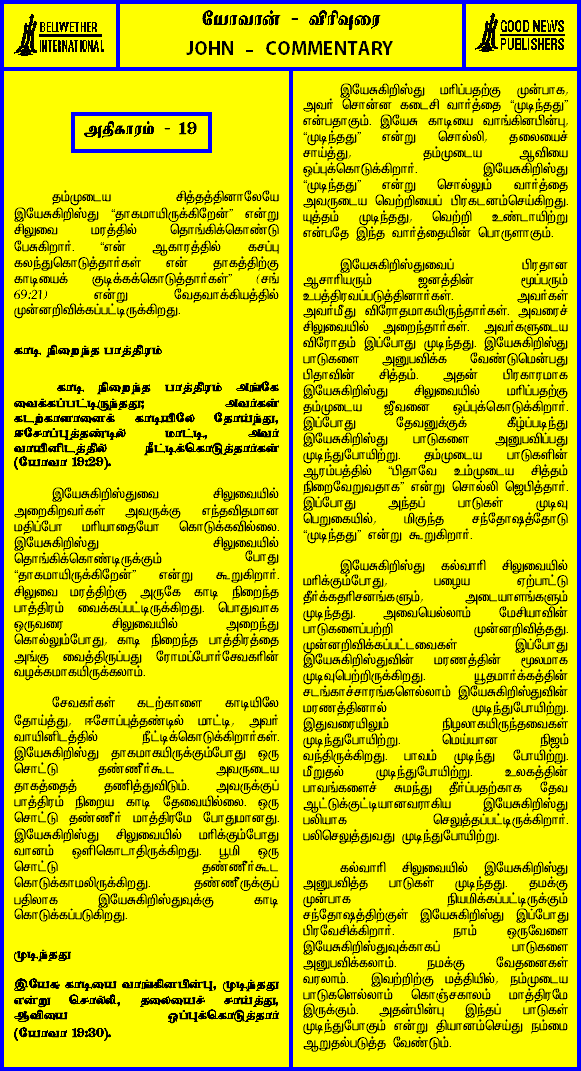 BELLWETHER
INTERNATIONAL
யோவான் - விரிவுரை
JOHN - COMMENTARY
GOOD NEWS
PUBLISHERS
அதிகாரம் - 19
தம்முடைய சித்தத்தினாலேயே
இயேசுகிறிஸ்து “தாகமாயிருக்கிறேன்” என்று
சிலுவை மரத்தில் தொங்கிக்கொண்டு
பேசுகிறார். “என் ஆகாரத்தில் கசப்பு
கலந்துகொடுத்தார்கள் என் தாகத்திற்கு
காடியைக் குடிக்கக்கொடுத்தார்கள்” (சங்
69:21) என்று வேதவாக்கியத்தில்
முன்னறிவிக்கப்பட்டிருக்கிறது.
காடி நிறைந்த பாத்திரம்
காடி நிறைந்த பாத்திரம் அங்கே
வைக்கப்பட்டிருந்தது; அவர்கள்
கடற்காளானைக் காடியிலே தோய்ந்து,
ஈசோப்புத்தண்டில் மாட்டி, அவர்
வாயினிடத்தில் நீட்டிக்கொடுத்தார்கள்
(யோவா 19:29).
இயேசுகிறிஸ்துவை சிலுவையில்
அறைகிறவர்கள் அவருக்கு எந்தவிதமான
மதிப்போ மரியாதையோ கொடுக்கவில்லை.
இயேசுகிறிஸ்து சிலுவையில்
தொங்கிக்கொண்டிருக்கும் போது
“தாகமாயிருக்கிறேன்” என்று கூறுகிறார்.
சிலுவை மரத்திற்கு அருகே காடி நிறைந்த
பாத்திரம் வைக்கப்பட்டிருக்கிறது. பொதுவாக
ஒருவரை சிலுவையில் அறைந்து
கொல்லும்போது, காடி நிறைந்த பாத்திரத்தை
அங்கு வைத்திருப்பது ரோமப்போர்சேவகரின்
வழக்கமாகயிருக்கலாம்.
சேவகர்கள் கடற்காளை காடியிலே
தோய்த்து, ஈசோப்புத்தண்டில் மாட்டி, அவர்
வாயினிடத்தில் நீட்டிக்கொடுக்கிறார்கள்.
இயேசுகிறிஸ்து தாகமாகயிருக்கும்போது ஒரு
சொட்டு தண்ணீர்கூட அவருடைய
தாகத்தைத் தணித்துவிடும். அவருக்குப்
பாத்திரம் நிறைய காடி தேவையில்லை. ஒரு
சொட்டு தண்ணீர் மாத்திரமே போதுமானது.
இயேசுகிறிஸ்து சிலுவையில் மரிக்கும்போது
வானம் ஒளிகொடாதிருக்கிறது. பூமி ஒரு
சொட்டு தண்ணீர்கூட
கொடுக்காமலிருக்கிறது. தண்ணீருக்குப்
பதிலாக இயேசுகிறிஸ்துவுக்கு காடி
கொடுக்கப்படுகிறது.
முடிந்தது
இயேசு காடியை வாங்கினபின்பு, முடிந்தது
என்று சொல்லி, தலையைச் சாய்த்து,
ஆவியை ஒப்புக்கொடுத்தார்
(யோவா 19:30).
இயேசுகிறிஸ்து மரிப்பதற்கு முன்பாக,
அவர் சொன்ன கடைசி வார்த்தை “முடிந்தது”
என்பதாகும். இயேசு காடியை வாங்கினபின்பு,
“முடிந்தது” என்று சொல்லி, தலையைச்
சாய்த்து, தம்முடைய ஆவியை
ஒப்புக்கொடுக்கிறார். இயேசுகிறிஸ்து
“முடிந்தது” என்று சொல்லும் வார்த்தை
அவருடைய வெற்றியைப் பிரகடனம்செய்கிறது.
யுத்தம் முடிந்தது, வெற்றி உண்டாயிற்று
என்பதே இந்த வார்த்தையின் பொருளாகும்.
இயேசுகிறிஸ்துவைப் பிரதான
ஆசாரியரும் ஜனத்தின் மூப்பரும்
உபத்திரவப்படுத்தினார்கள். அவர்கள்
அவர்மீது விரோதமாகயிருந்தார்கள். அவரைச்
சிலுவையில் அறைந்தார்கள். அவர்களுடைய
விரோதம் இப்போது முடிந்தது. இயேசுகிறிஸ்து
பாடுகளை அனுபவிக்க வேண்டுமென்பது
பிதாவின் சித்தம். அதன் பிரகாரமாக
இயேசுகிறிஸ்து சிலுவையில் மரிப்பதற்கு
தம்முடைய ஜீவனை ஒப்புக்கொடுக்கிறார்.
இப்போது தேவனுக்குக் கீழ்ப்படிந்து
இயேசுகிறிஸ்து பாடுகளை அனுபவிப்பது
முடிந்துபோயிற்று. தம்முடைய பாடுகளின்
ஆரம்பத்தில் “பிதாவே உம்முடைய சித்தம்
நிறைவேறுவதாக” என்று சொல்லி ஜெபித்தார்.
இப்போது அந்தப் பாடுகள் முடிவு
பெறுகையில், மிகுந்த சந்தோஷத்தோடு
“முடிந்தது” என்று கூறுகிறார்.
இயேசுகிறிஸ்து கல்வாரி சிலுவையில்
மரிக்கும்போது, பழைய ஏற்பாட்டு
தீர்க்கதரிசனங்களும், அடையாளங்களும்
முடிந்தது. அவையெல்லாம் மேசியாவின்
பாடுகளைப்பற்றி முன்னறிவித்தது.
முன்னறிவிக்கப்பட்டவைகள் இப்போது
இயேசுகிறிஸ்துவின் மரணத்தின் மூலமாக
முடிவுபெற்றிருக்கிறது. யூதமார்க்கத்தின்
சடங்காச்சாரங்களெல்லாம் இயேசுகிறிஸ்துவின்
மரணத்தினால் முடிந்துபோயிற்று.
இதுவரையிலும் நிழலாகயிருந்தவைகள்
முடிந்துபோயிற்று. மெய்யான நிஜம்
வந்திருக்கிறது. பாவம் முடிந்து போயிற்று.
மீறுதல் முடிந்துபோயிற்று. உலகத்தின்
பாவங்களைச் சுமந்து தீர்ப்பதற்காக தேவ
ஆட்டுக்குட்டியானவராகிய இயேசுகிறிஸ்து
பலியாக செலுத்தப்பட்டிருக்கிறார்.
பலிசெலுத்துவது முடிந்துபோயிற்று.
கல்வாரி சிலுவையில் இயேசுகிறிஸ்து
அனுபவித்த பாடுகள் முடிந்தது. தமக்கு
முன்பாக நியமிக்கப்பட்டிருக்கும்
சந்தோஷத்திற்குள் இயேசுகிறிஸ்து இப்போது
பிரவேசிக்கிறார். நாம் ஒருவேளை
இயேசுகிறிஸ்துவுக்காகப் பாடுகளை
அனுபவிக்கலாம். நமக்கு வேதனைகள்
வரலாம். இவற்றிற்கு மத்தியில், நம்முடைய
பாடுகளெல்லாம் கொஞ்சகாலம் மாத்திரமே
இருக்கும். அதன்பின்பு இந்தப் பாடுகள்
முடிந்துபோகும் என்று தியானம்செய்து நம்மை
ஆறுதல்படுத்த வேண்டும்.